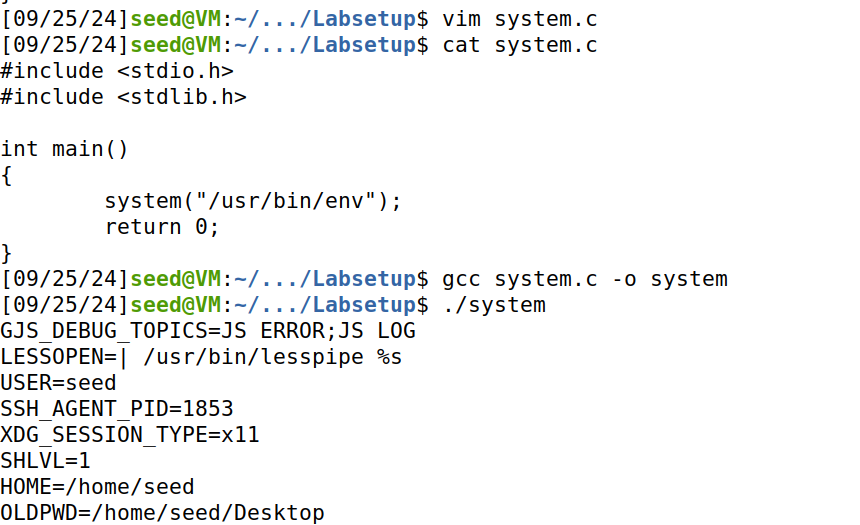 [09/25/24]seed@VM:~/.../Labsetup$ vim system.c
[09/25/24]seed@VM:~/.../Labsetup$ cat system.c
#include <stdio.h>
#include <stdlib.h>

int main()
{
        system("/usr/bin/env");
        return 0;
}
[09/25/24]seed@VM:~/.../Labsetup$ gcc system.c -o system
[09/25/24]seed@VM:~/.../Labsetup$ ./system
GJS_DEBUG_TOPICS=JS ERROR;JS LOG
LESSOPEN=| /usr/bin/lesspipe %s
USER=seed
SSH_AGENT_PID=1853
XDG_SESSION_TYPE=x11
SHLVL=1
HOME=/home/seed
OLDPWD=/home/seed/Desktop